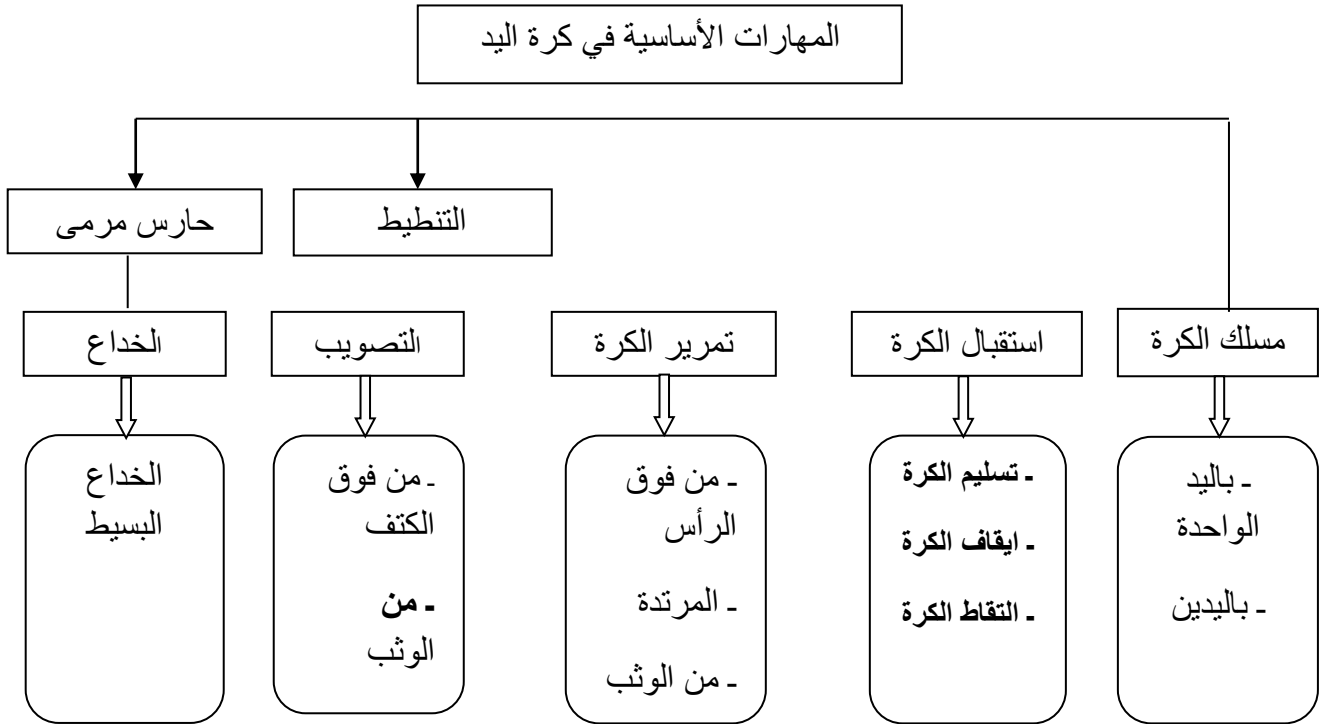 المهارات الأساسية في كرة اليد
التنطيط
حارس مرمى
مسلك الكرة
استقبال الكرة
تمرير الكرة
التصويب
الخداع
ـ باليد
الواحدة
ـ باليدين
ـ تسليم الكرة
ـ ايقاف الكرة
ـ التقاط الكرة
ـ من فوق
الرأس
ـ المرتدة
ـ من الوثب
ـ من فوق
الكتف
ـ من
الوثب
الخداع
البسيط